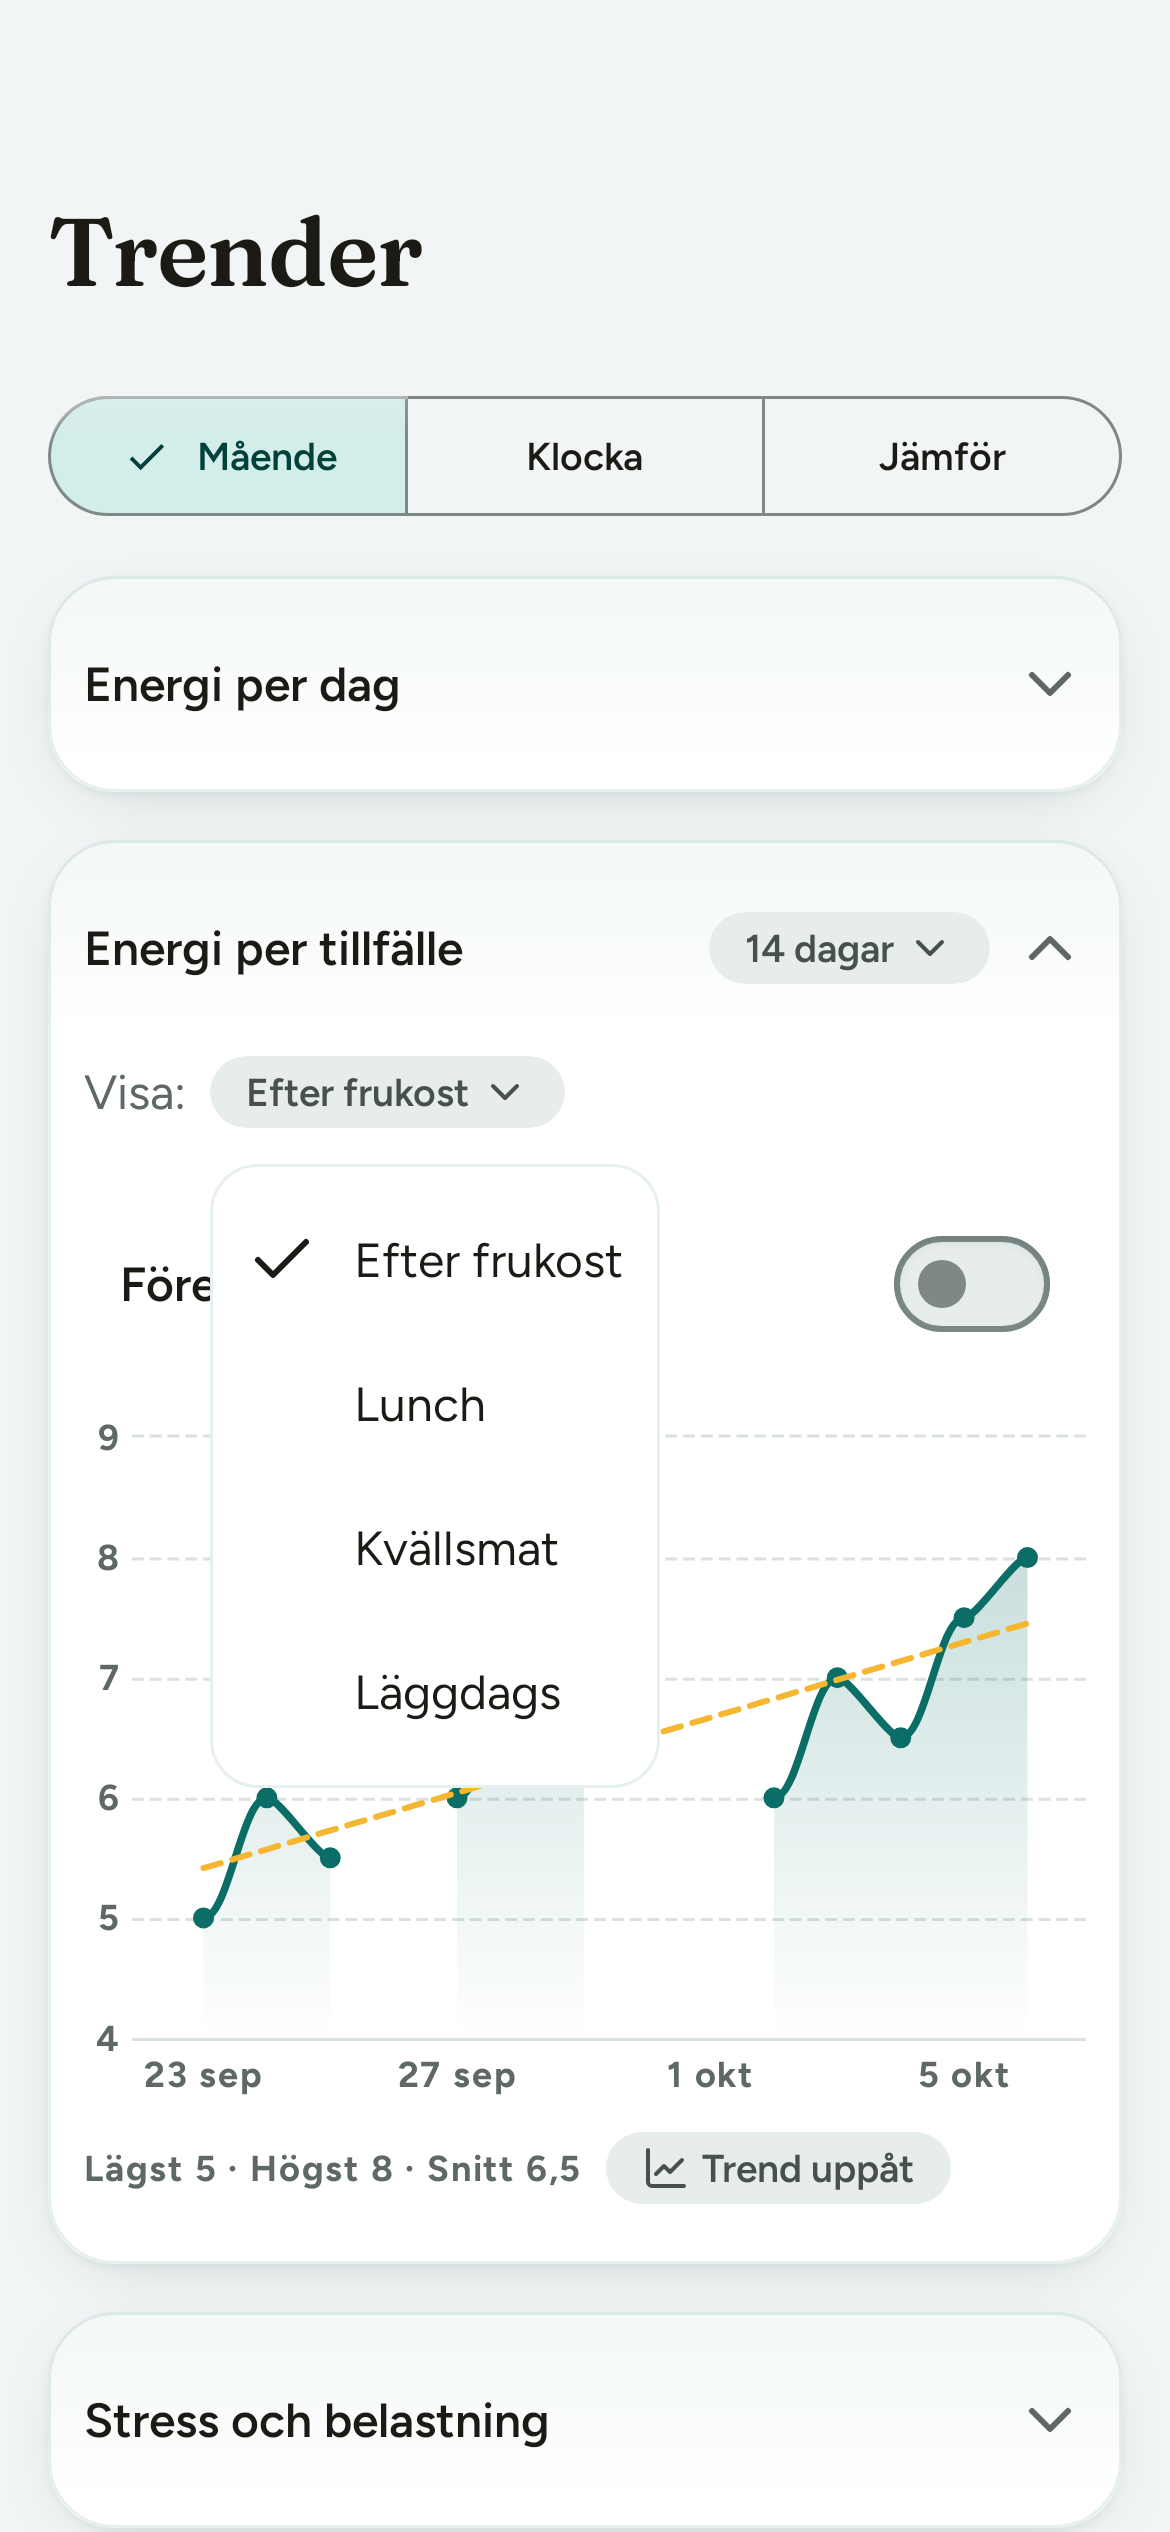 Trender
Mående
Klocka
Jämför
Energi per dag
Energi per tillfälle
14 dagar
Visa:
Efter frukost
Efter frukost
Före
Lunch
Kvällsmat
Läggdags
9
8
7
6
5
4
23 sep
27 sep
1 okt
5 okt
Lägst 5 · Högst 8 · Snitt 6,5
Trend uppåt
Stress och belastning